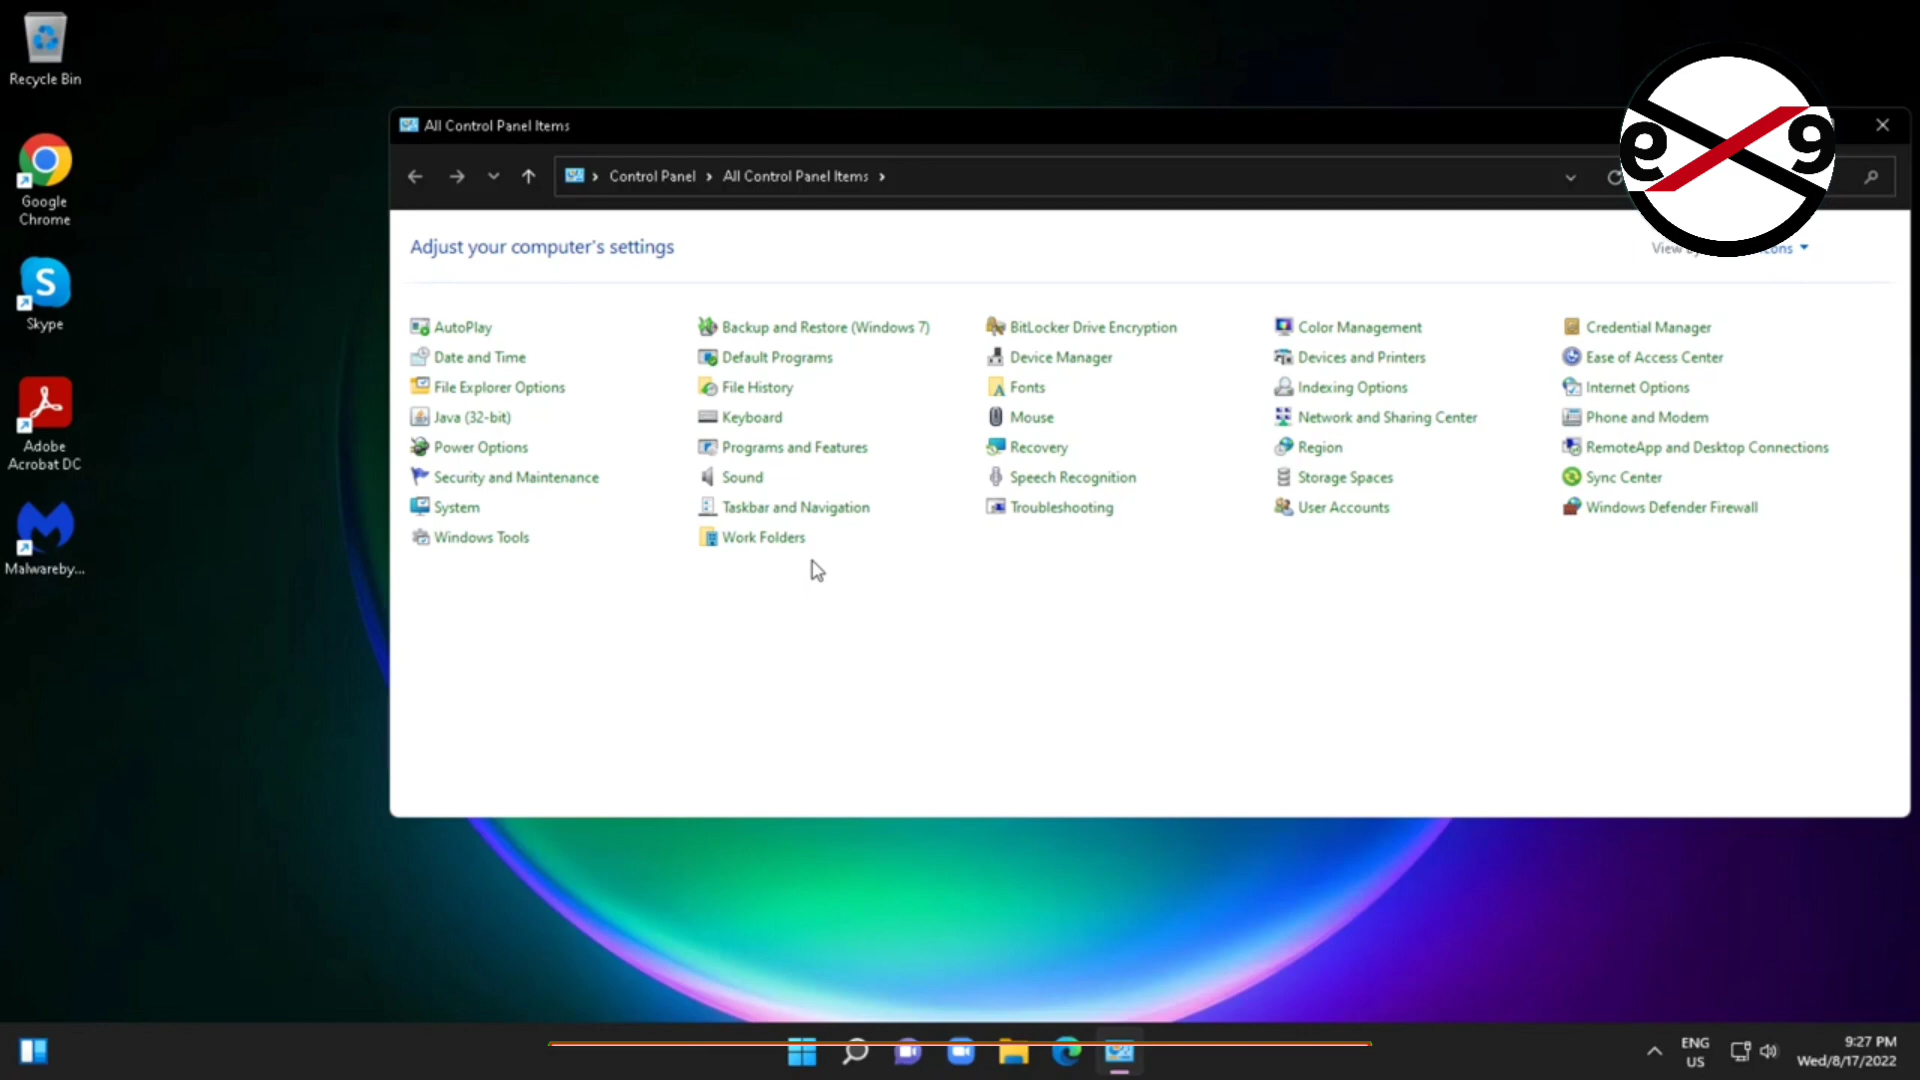 Recycle Bin
Google
Chrome
Skype
Adobe
Acrobat DC
Malwareby...
All Control Panel Items
Control Panel
All Control Panel Items
e
9
Adjust your computer's settings
AutoPlay
Backup and Restore (Windows 7)
BitLocker Drive Encryption
Color Management
Credential Manager
Date and Time
Default Programs
Device Manager
Devices and Printers
Ease of Access Center
File Explorer Options
File History
Fonts
Indexing Options
Internet Options
Java (32-bit)
Keyboard
Mouse
Network and Sharing Center
Phone and Modem
Power Options
Programs and Features
Recovery
Region
RemoteApp and Desktop Connections
Security and Maintenance
Sound
Speech Recognition
Storage Spaces
Sync Center
System
Taskbar and Navigation
Troubleshooting
User Accounts
Windows Defender Firewall
Windows Tools
Work Folders
ENG
US
9:27 PM
Wed/8/17/2022